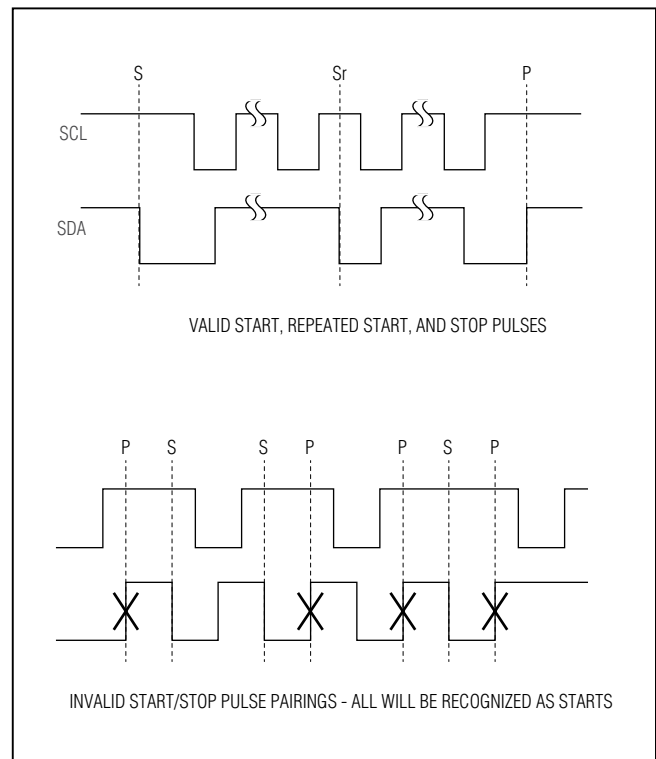 S Sr P
SCL
SDA
VALID START, REPEATED START, AND STOP PULSES
P S S P P S P
INVALID START/STOP PULSE PAIRINGS - ALL WILL BE RECOGNIZED AS STARTS